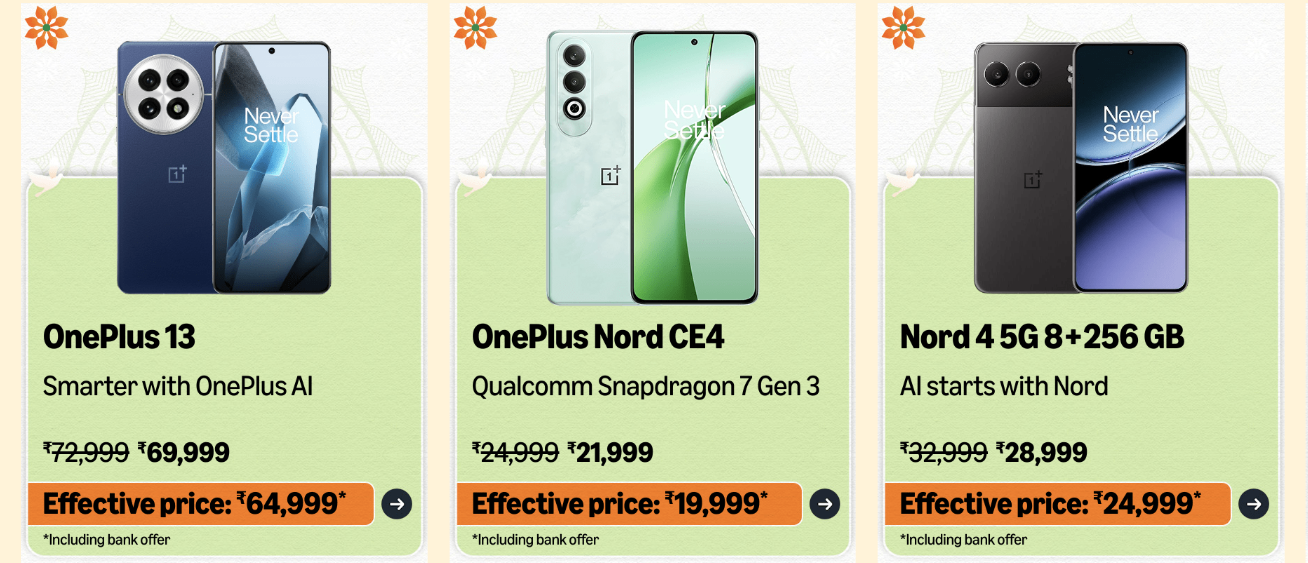 Never
Settle
1+
OnePlus 13
Smarter with OnePlus AI
₹72,999 ₹69,999
Effective price: ₹64,999*
*Including bank offer
Never
Settle
1+
OnePlus Nord CE4
Qualcomm Snapdragon 7 Gen 3
₹24,999 ₹21,999
Effective price: ₹19,999*
*Including bank offer
Never
Settle
1+
Nord 4 5G 8+256 GB
AI starts with Nord
₹32,999 ₹28,999
Effective price: ₹24,999*
*Including bank offer